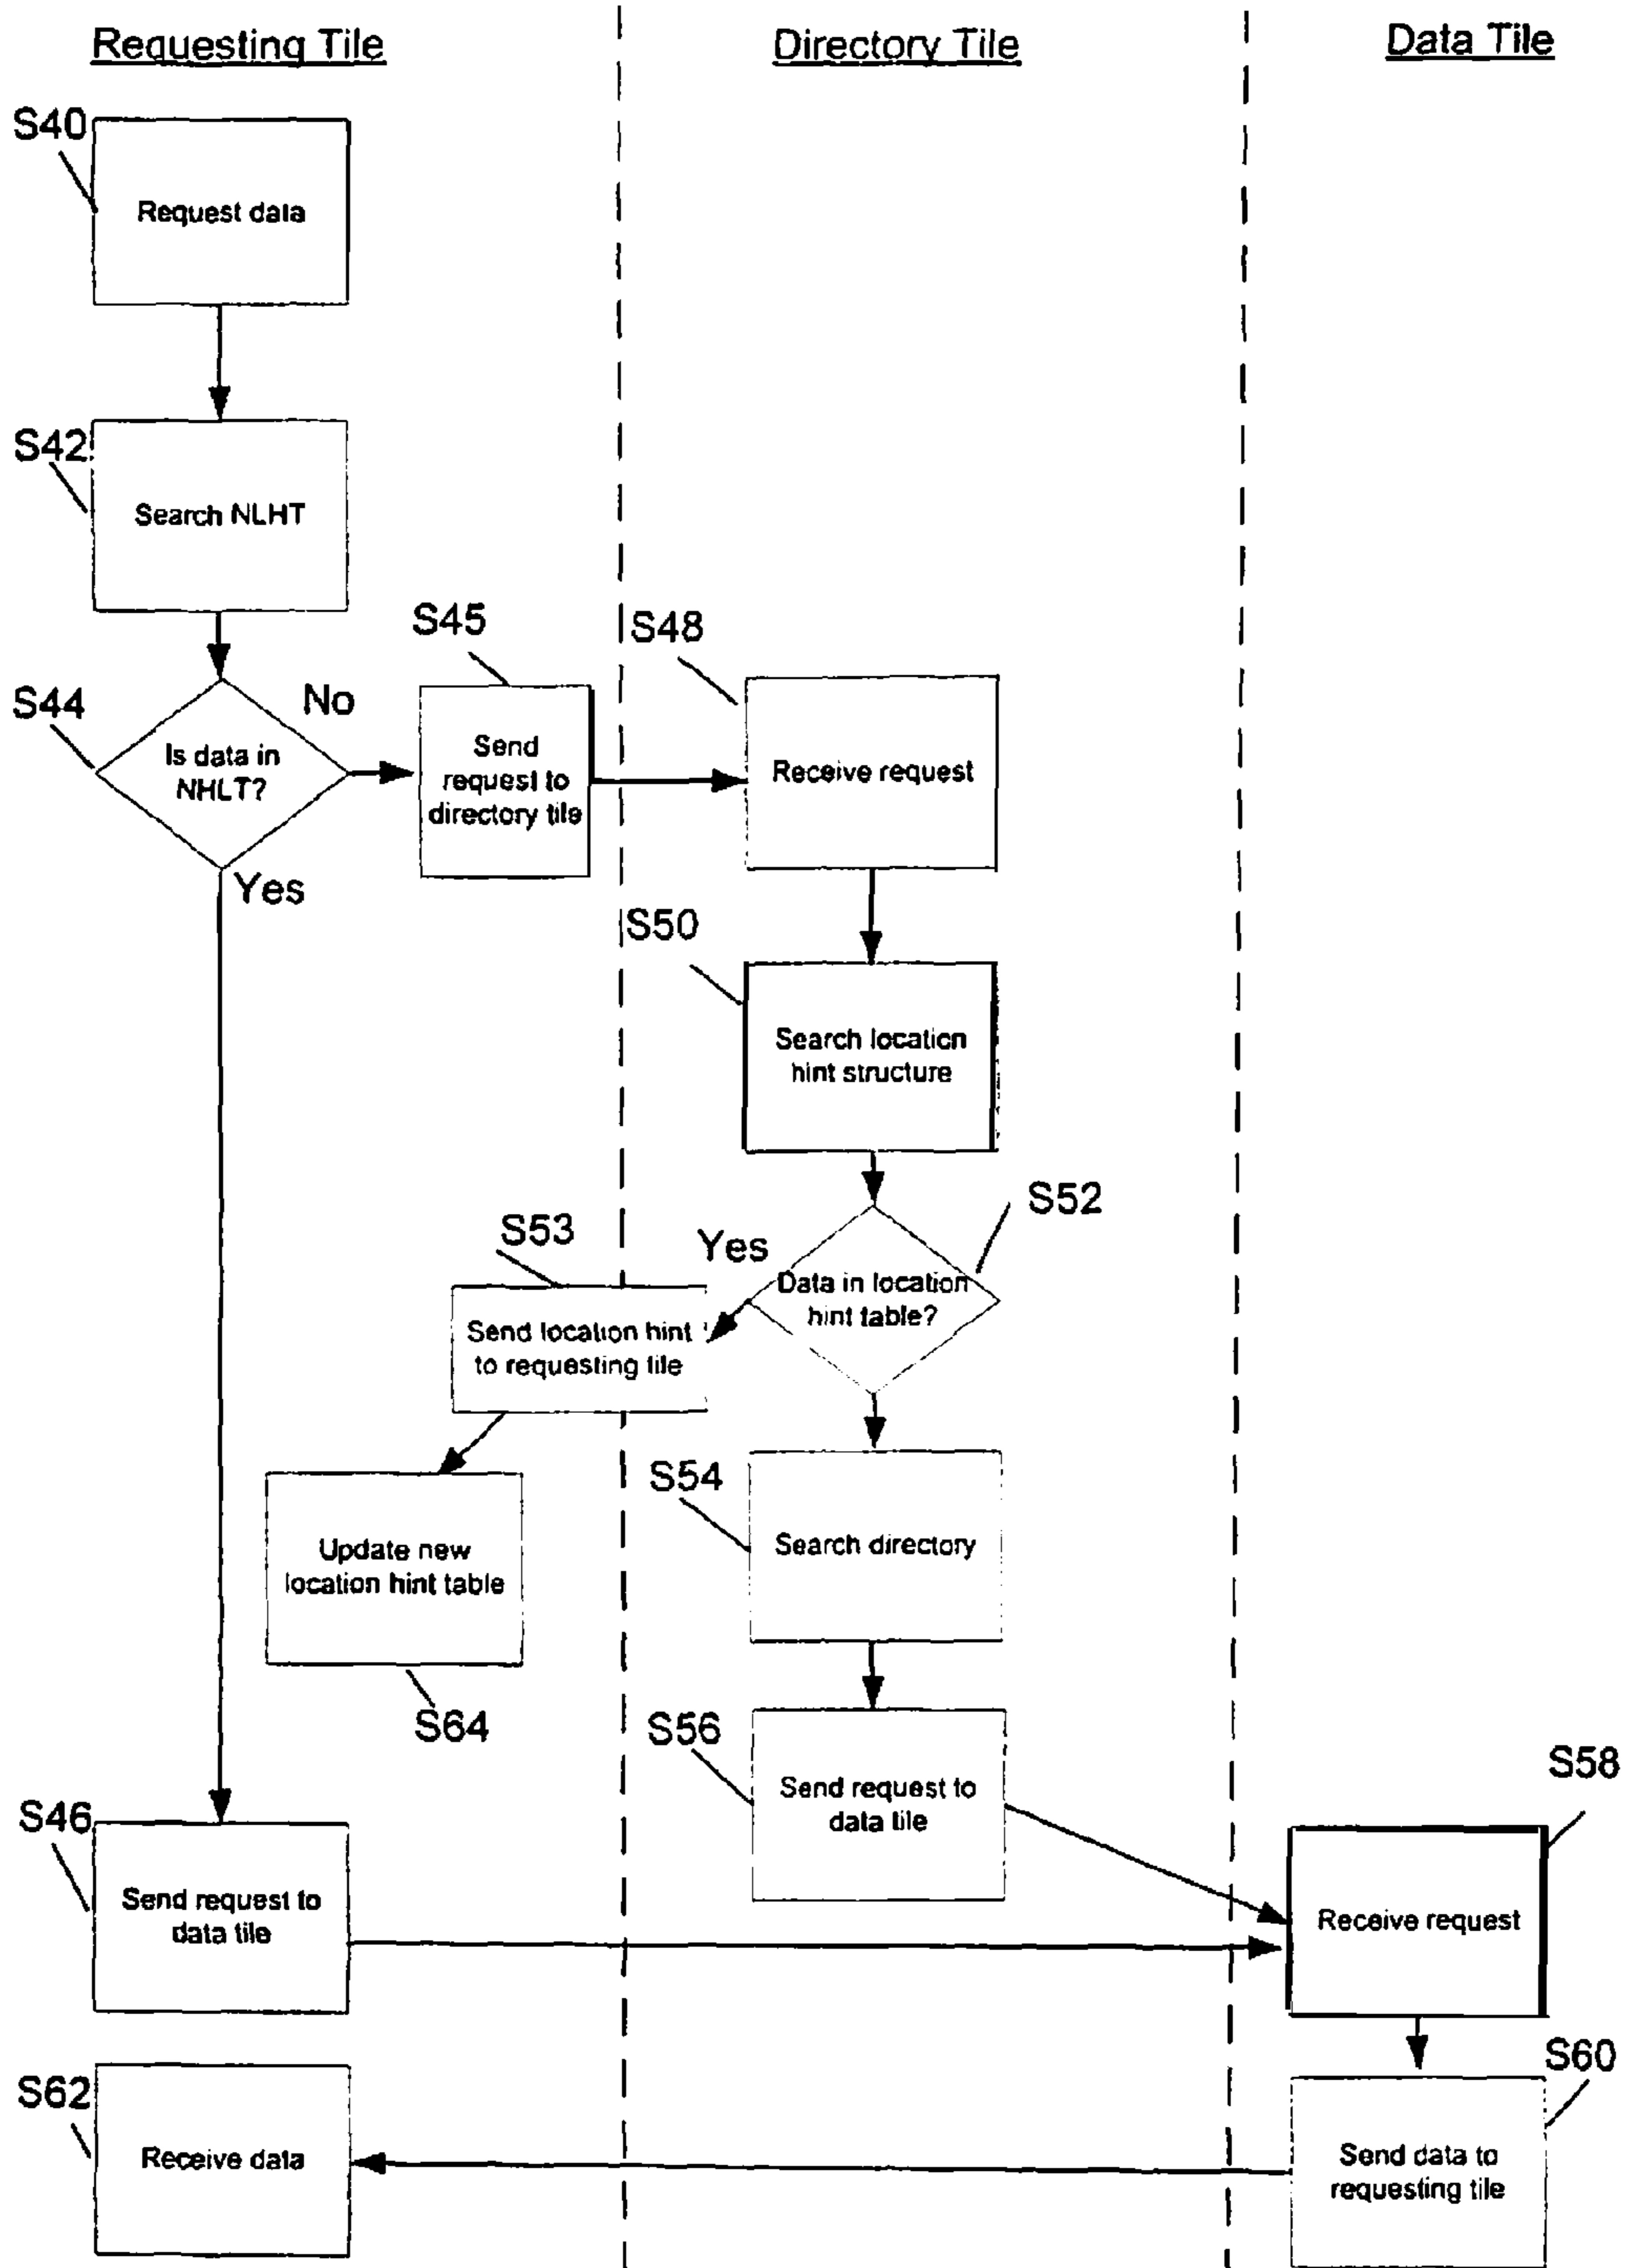 Requesting Tile
Directory Tile
Data Tile
S40
Request data
S42
Search NLHT
S44
Is data in
NHLT?
No
Yes
S45
Send
request to
directory tile
S48
Receive request
S50
Search location
hint structure
S52
Data in location
hint table?
Yes
S53
Send location hint
to requesting tile
Update new
location hint table
S64
S54
Search directory
S56
Send request to
data tile
S46
Send request to
data tile
S58
Receive request
S60
Send data to
requesting tile
S62
Receive data